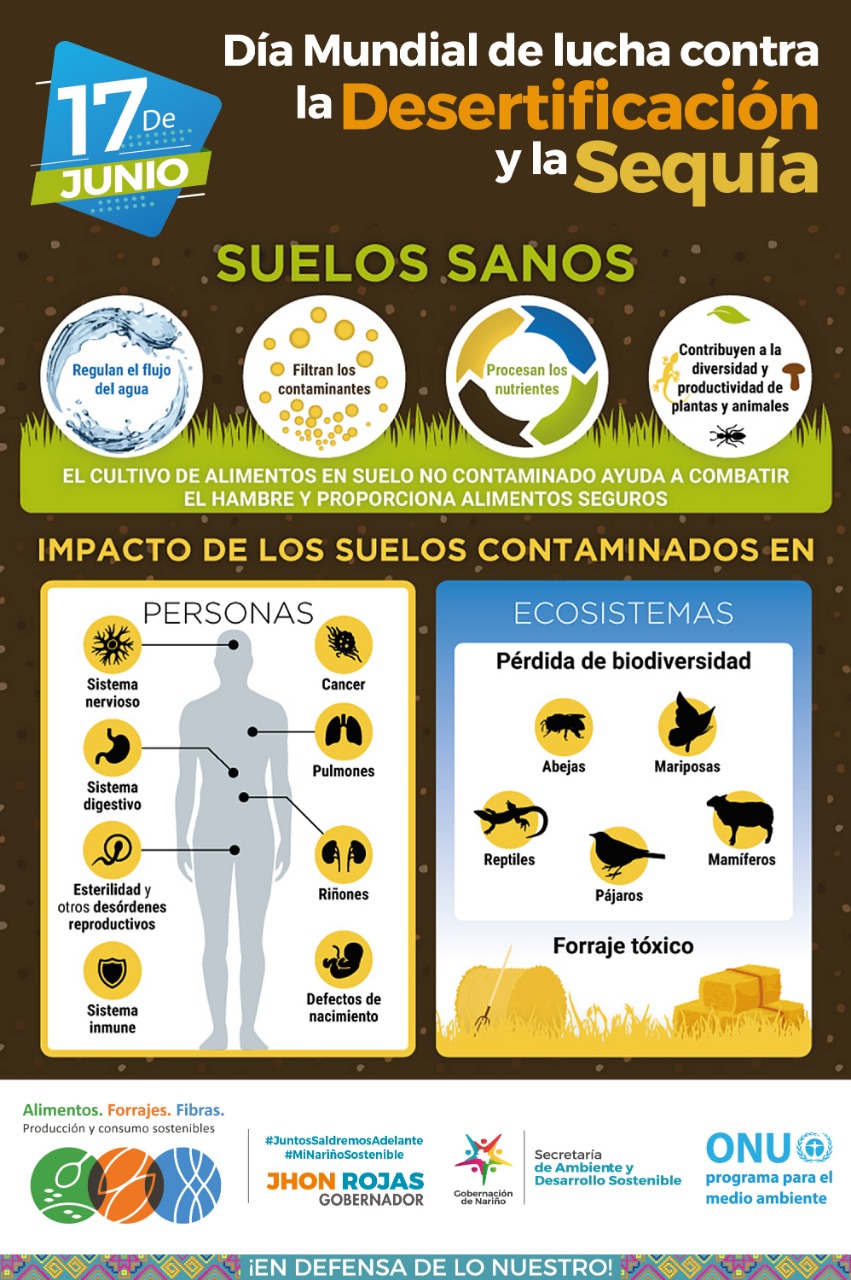 17 De
JUNIO
Día Mundial de lucha contra
la Desertificación
y la Sequía
SUELOS SANOS
Regulan el flujo
del agua
Filtran los
contaminantes
Procesan los
nutrientes
Contribuyen a la
diversidad y
productividad de
plantas y animales
EL CULTIVO DE ALIMENTOS EN SUELO NO CONTAMINADO AYUDA A COMBATIR
EL HAMBRE Y PROPORCIONA ALIMENTOS SEGUROS
IMPACTO DE LOS SUELOS CONTAMINADOS EN
PERSONAS
Sistema
nervioso
Cancer
Sistema
digestivo
Pulmones
Esterilidad y
otros desórdenes
reproductivos
Riñones
Sistema
inmune
Defectos de
nacimiento
ECOSISTEMAS
Pérdida de biodiversidad
Abejas
Mariposas
Reptiles
Pájaros
Mamíferos
Forraje tóxico
Alimentos. Forrajes. Fibras.
Producción y consumo sostenibles
#JuntosSaldremosAdelante
#MiNariñoSostenible
JHON ROJAS
GOBERNADOR
Gobernación
de Nariño
Secretaría
de Ambiente y
Desarrollo Sostenible
ONU
programa para el
medio ambiente
¡EN DEFENSA DE LO NUESTRO!